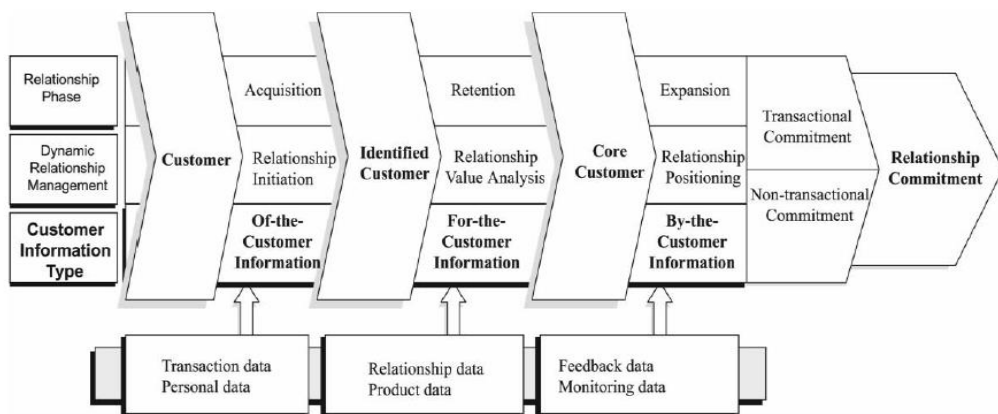 Relationship
Phase
Acquisition
Retention
Expansion
Transactional
Commitment
Dynamic
Relationship
Management
Customer
Relationship
Initiation
Identified
Customer
Relationship
Value Analysis
Core
Customer
Relationship
Positioning
Relationship
Commitment
Non-transactional
Commitment
Customer
Information
Type
Of-the-
Customer
Information
For-the-
Customer
Information
By-the-
Customer
Information
Transaction data
Personal data
Relationship data
Product data
Feedback data
Monitoring data